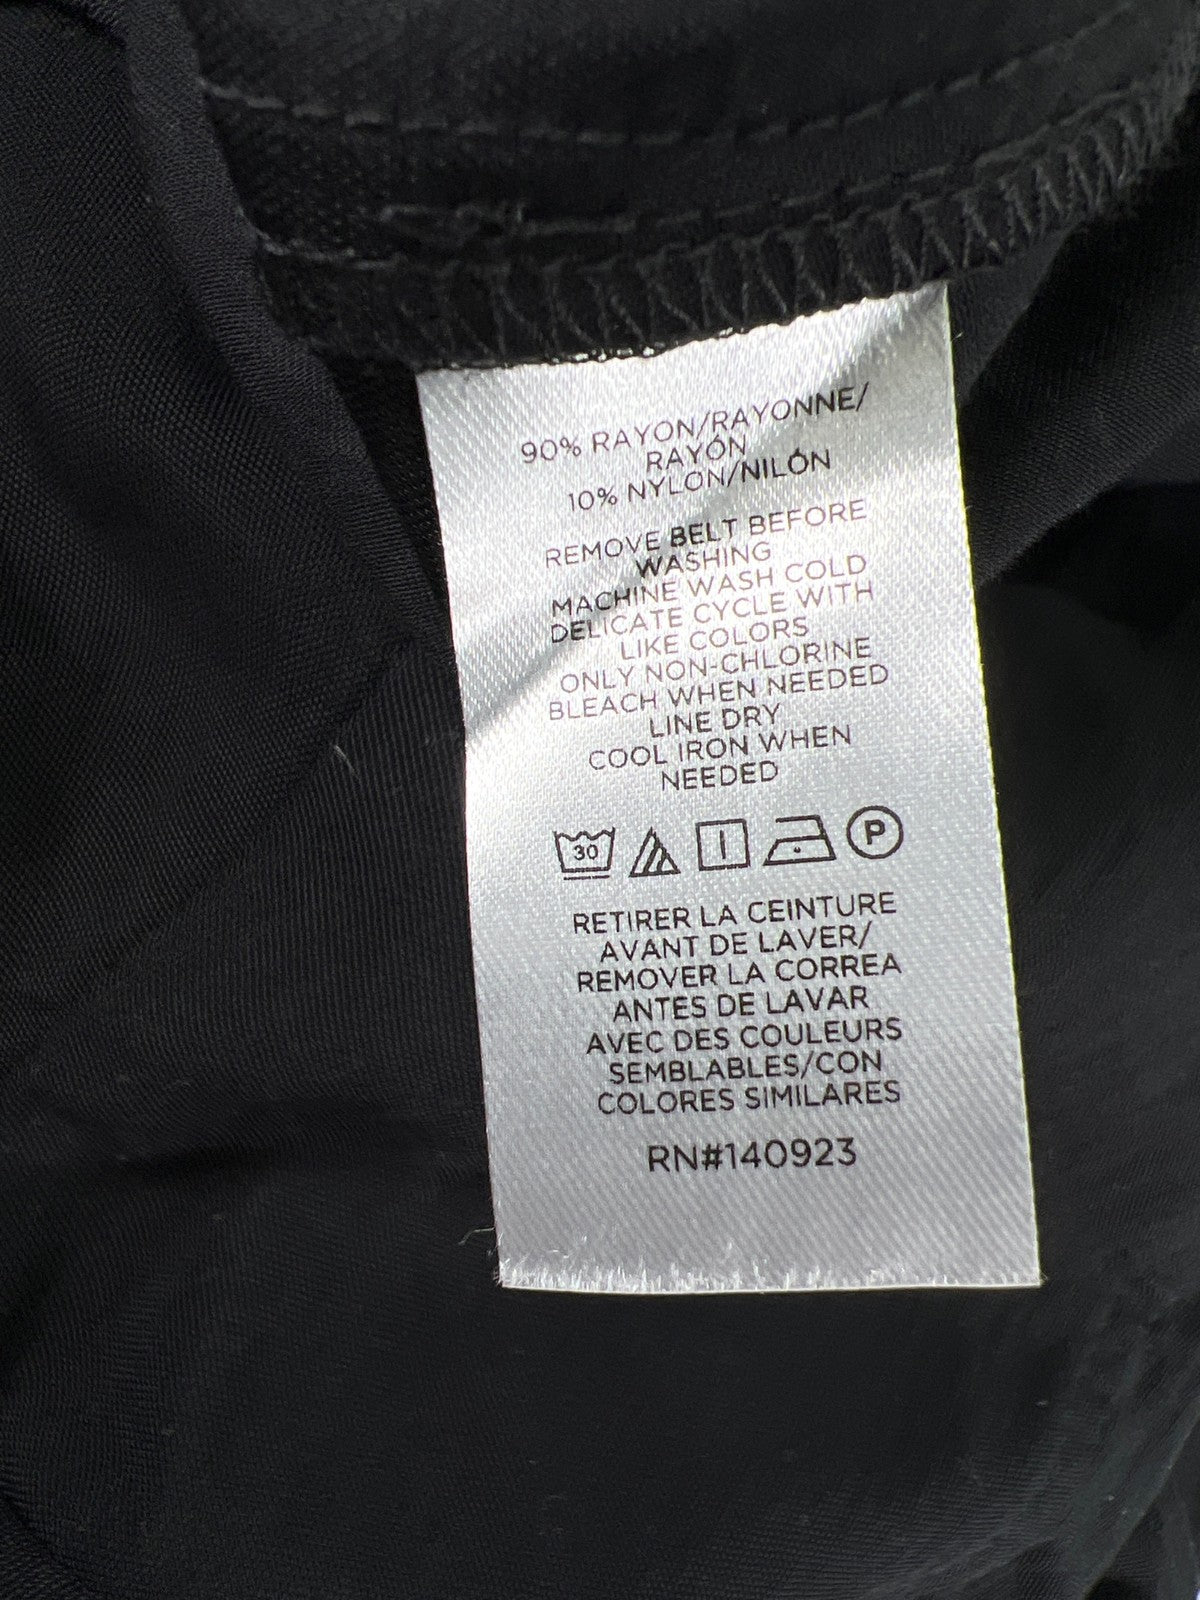 90% RAYON/RAYONNE/
RAYÓN
10% NYLON/NILÓN
REMOVE BELT BEFORE
WASHING
MACHINE WASH COLD
DELICATE CYCLE WITH
LIKE COLORS
ONLY NON-CHLORINE
BLEACH WHEN NEEDED
LINE DRY
COOL IRON WHEN
NEEDED
30 P
RETIRER LA CEINTURE
AVANT DE LAVER/
REMOVER LA CORREA
ANTES DE LAVAR
AVEC DES COULEURS
SEMBLABLES/CON
COLORES SIMILARES
RN#140923